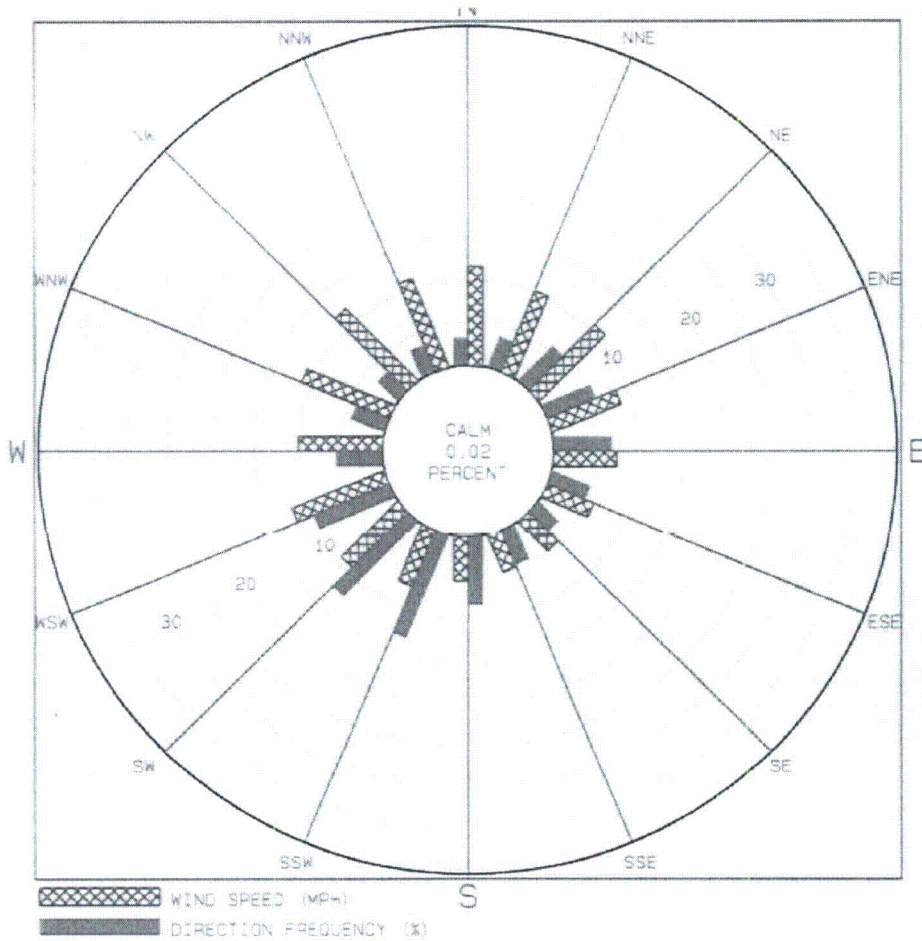 N
NNW
NNE
NW
NE
WNW
ENE
30
20
10
W
CALM
0.02
PERCENT
E
10
20
30
WSW
ESE
SW
SE
SSW
SSE
S
WIND SPEED (MPH)
DIRECTION FREQUENCY (%)